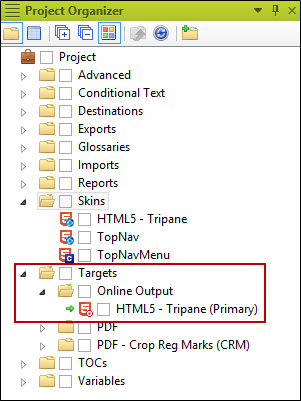 Project Organizer
Project
Advanced
Conditional Text
Destinations
Exports
Glossaries
Imports
Reports
Skins
HTML5 - Tripane
TopNav
TopNavMenu
Targets
Online Output
HTML5 - Tripane (Primary)
PDF
PDF - Crop Reg Marks (CRM)
TOCs
Variables